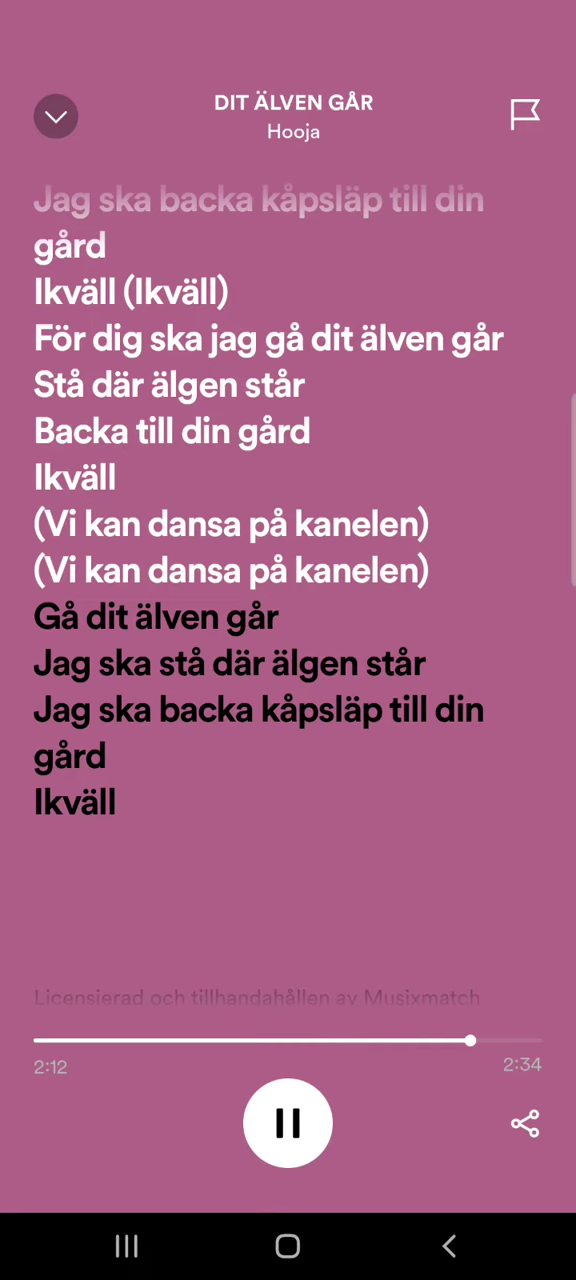 DIT ÄLVEN GÅR
Hooja
Jag ska backa kåpsläp till din
gård
Ikväll (Ikväll)
För dig ska jag gå dit älven går
Stå där älgen står
Backa till din gård
Ikväll
(Vi kan dansa på kanelen)
(Vi kan dansa på kanelen)
Gå dit älven går
Jag ska stå där älgen står
Jag ska backa kåpsläp till din
gård
Ikväll
Licensierad och tillhandahållen av Musixmatch
2:12
2:34